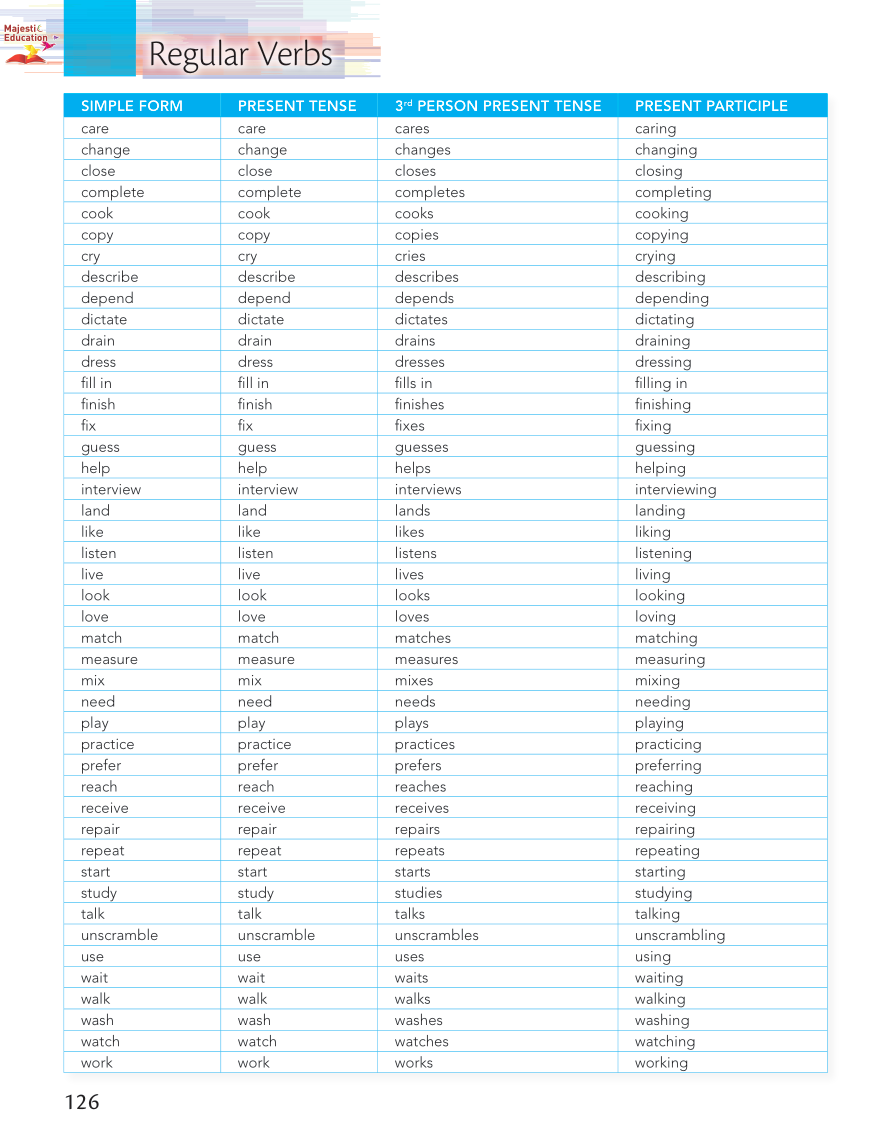 Majestic
Education
Regular Verbs
SIMPLE FORM PRESENT TENSE 3rd PERSON PRESENT TENSE PRESENT PARTICIPLE
care care cares caring
change change changes changing
close close closes closing
complete complete completes completing
cook cook cooks cooking
copy copy copies copying
cry cry cries crying
describe describe describes describing
depend depend depends depending
dictate dictate dictates dictating
drain drain drains draining
dress dress dresses dressing
fill in fill in fills in filling in
finish finish finishes finishing
fix fix fixes fixing
guess guess guesses guessing
help help helps helping
interview interview interviews interviewing
land land lands landing
like like likes liking
listen listen listens listening
live live lives living
look look looks looking
love love loves loving
match match matches matching
measure measure measures measuring
mix mix mixes mixing
need need needs needing
play play plays playing
practice practice practices practicing
prefer prefer prefers preferring
reach reach reaches reaching
receive receive receives receiving
repair repair repairs repairing
repeat repeat repeats repeating
start start starts starting
study study studies studying
talk talk talks talking
unscramble unscramble unscrambles unscrambling
use use uses using
wait wait waits waiting
walk walk walks walking
wash wash washes washing
watch watch watches watching
work work works working
126